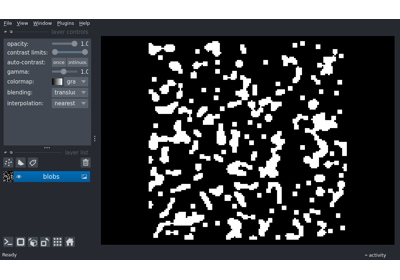 File View Window Plugins Help
layer controls
opacity: 1.0
contrast limits:
auto-contrast: once
gamma: 1.0
colormap: gra
blending: translu
interpolation: nearest
layer list
blobs
Ready activity